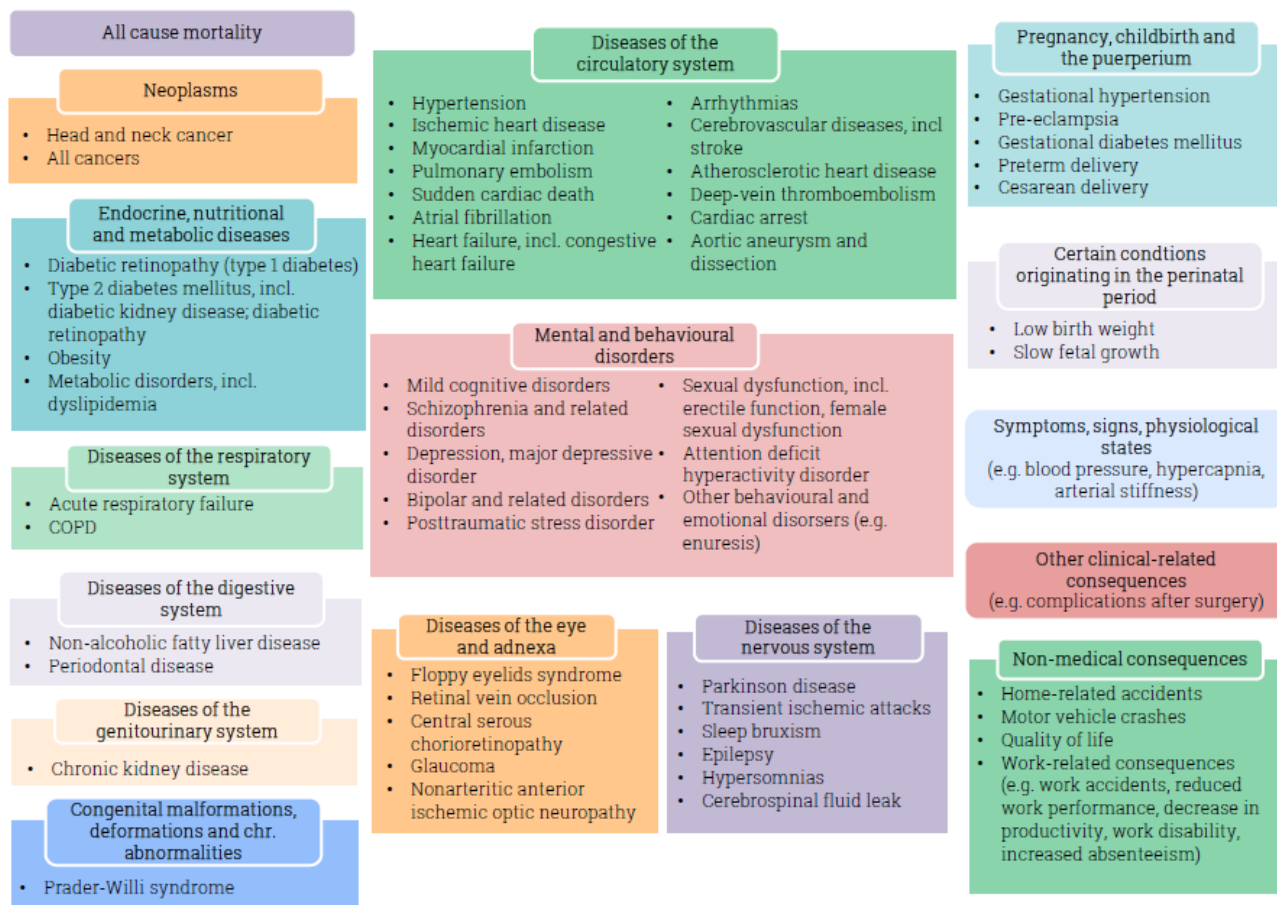 All cause mortality
Neoplasms
• Head and neck cancer
• All cancers
Endocrine, nutritional
and metabolic diseases
• Diabetic retinopathy (type 1 diabetes)
• Type 2 diabetes mellitus, incl.
diabetic kidney disease; diabetic
retinopathy
• Obesity
• Metabolic disorders, incl.
dyslipidemia
Diseases of the respiratory
system
• Acute respiratory failure
• COPD
Diseases of the digestive
system
• Non-alcoholic fatty liver disease
• Periodontal disease
Diseases of the
genitourinary system
• Chronic kidney disease
Congenital malformations,
deformations and chr.
abnormalities
• Prader-Willi syndrome
Diseases of the
circulatory system
• Hypertension
• Ischemic heart disease
• Myocardial infarction
• Pulmonary embolism
• Sudden cardiac death
• Atrial fibrillation
• Heart failure, incl. congestive
heart failure
• Arrhythmias
• Cerebrovascular diseases, incl
stroke
• Atherosclerotic heart disease
• Deep-vein thromboembolism
• Cardiac arrest
• Aortic aneurysm and
dissection
Mental and behavioural
disorders
• Mild cognitive disorders
• Schizophrenia and related
disorders
• Depression, major depressive
disorder
• Bipolar and related disorders
• Posttraumatic stress disorder
• Sexual dysfunction, incl.
erectile function, female
sexual dysfunction
• Attention deficit
hyperactivity disorder
• Other behavioural and
emotional disorsers (e.g.
enuresis)
Diseases of the eye
and adnexa
• Floppy eyelids syndrome
• Retinal vein occlusion
• Central serous
chorioretinopathy
• Glaucoma
• Nonarteritic anterior
ischemic optic neuropathy
Diseases of the
nervous system
• Parkinson disease
• Transient ischemic attacks
• Sleep bruxism
• Epilepsy
• Hypersomnias
• Cerebrospinal fluid leak
Pregnancy, childbirth and
the puerperium
• Gestational hypertension
• Pre-eclampsia
• Gestational diabetes mellitus
• Preterm delivery
• Cesarean delivery
Certain condtions
originating in the perinatal
period
• Low birth weight
• Slow fetal growth
Symptoms, signs, physiological
states
(e.g. blood pressure, hypercapnia,
arterial stiffness)
Other clinical-related
consequences
(e.g. complications after surgery)
Non-medical consequences
• Home-related accidents
• Motor vehicle crashes
• Quality of life
• Work-related consequences
(e.g. work accidents, reduced
work performance, decrease in
productivity, work disability,
increased absenteeism)